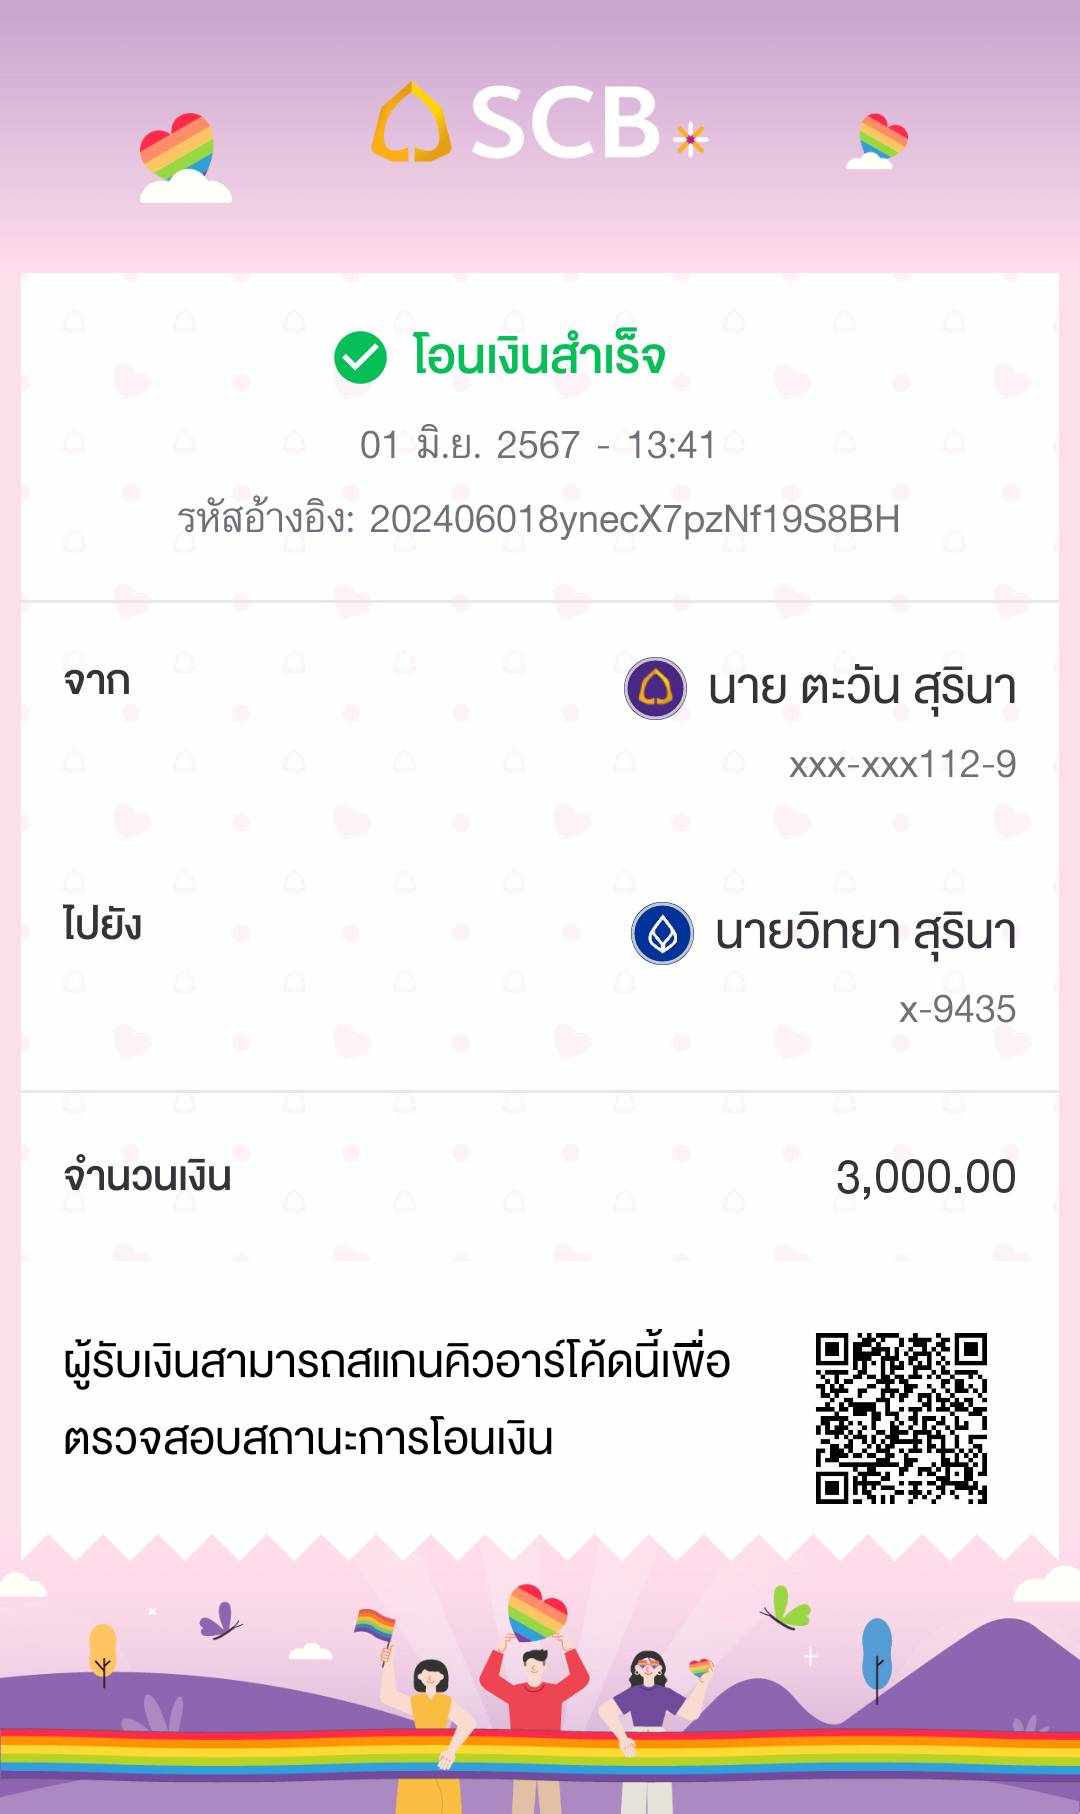 SCB
โอนเงินสำเร็จ
01 มิ.ย. 2567 - 13:41
รหัสอ้างอิง: 202406018ynecX7pzNf19S8BH
จาก
นาย ตะวัน สุรินา
xxx-xxx112-9
ไปยัง
นายวิทยา สุรินา
x-9435
จำนวนเงิน
3,000.00
ผู้รับเงินสามารถสแกนคิวอาร์โค้ดนี้เพื่อ
ตรวจสอบสถานะการโอนเงิน